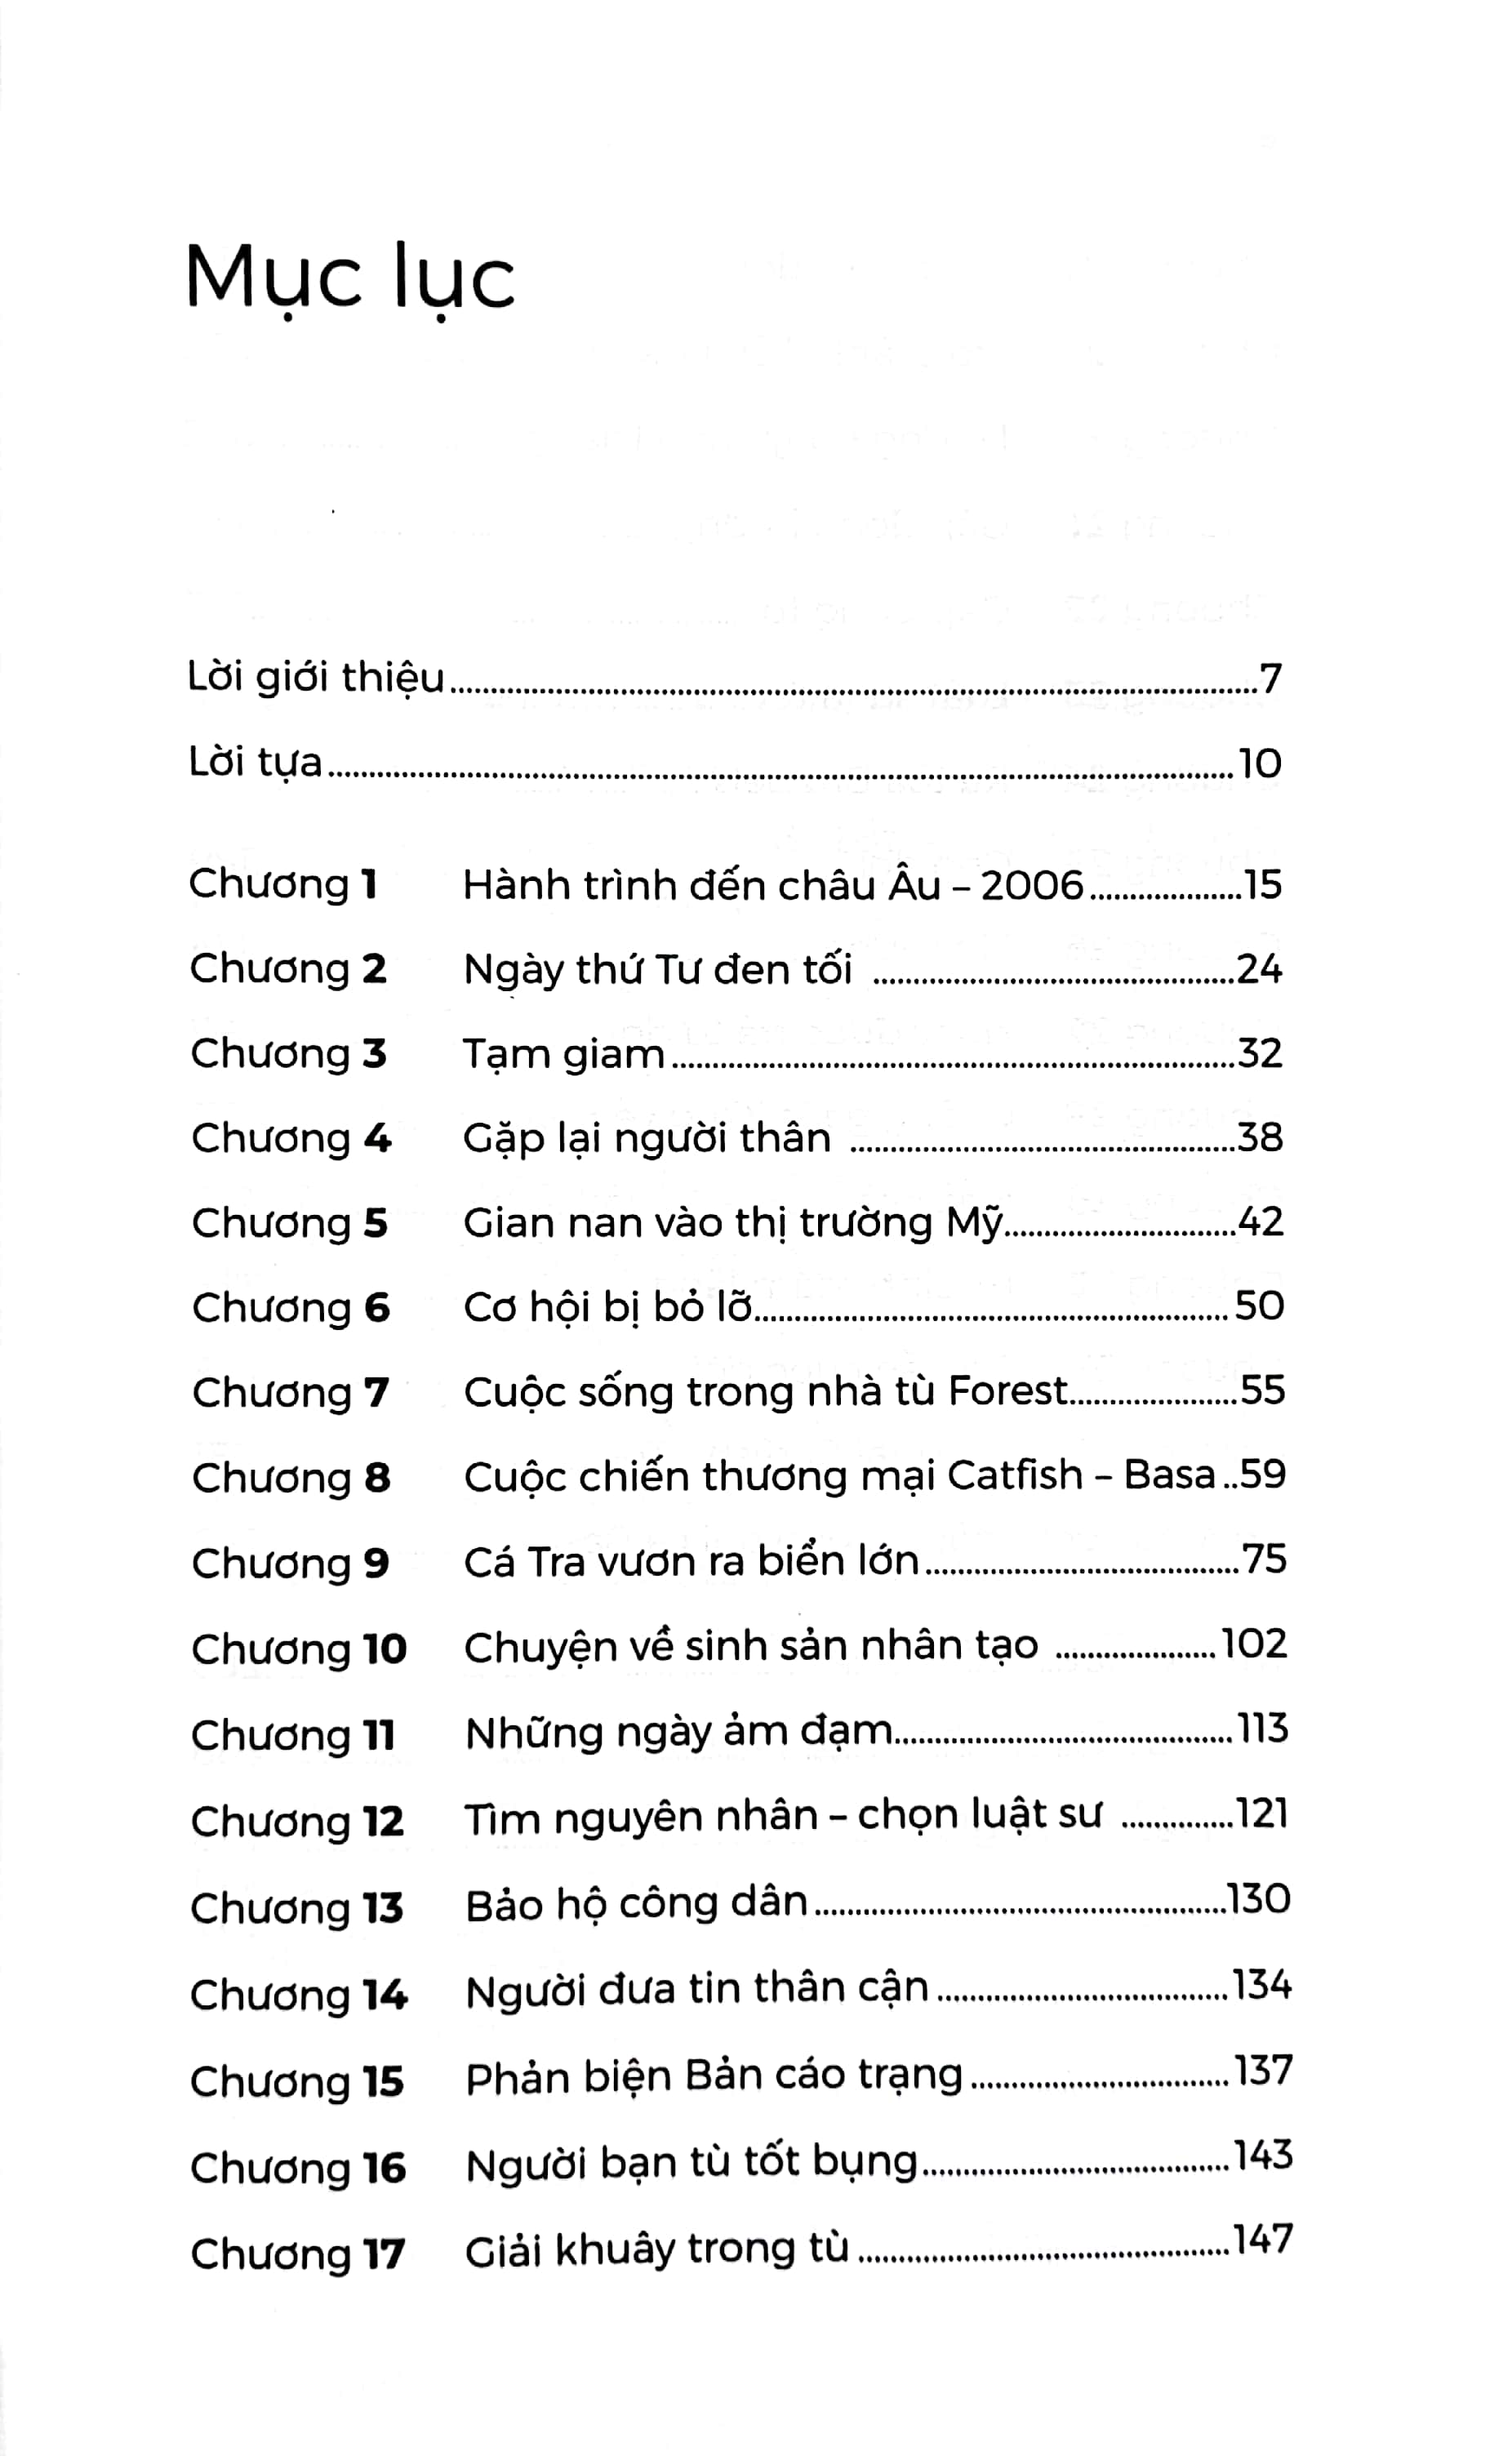 Mục lục
Lời giới thiệu.....7
Lời tựa.....10
Chương 1 Hành trình đến châu Âu – 2006.....15
Chương 2 Ngày thứ Tư đen tối .....24
Chương 3 Tạm giam.....32
Chương 4 Gặp lại người thân .....38
Chương 5 Gian nan vào thị trường Mỹ.....42
Chương 6 Cơ hội bị bỏ lỡ.....50
Chương 7 Cuộc sống trong nhà tù Forest.....55
Chương 8 Cuộc chiến thương mại Catfish – Basa..59
Chương 9 Cá Tra vươn ra biển lớn.....75
Chương 10 Chuyện về sinh sản nhân tạo .....102
Chương 11 Những ngày ảm đạm.....113
Chương 12 Tìm nguyên nhân – chọn luật sư .....121
Chương 13 Bảo hộ công dân.....130
Chương 14 Người đưa tin thân cận.....134
Chương 15 Phản biện Bản cáo trạng.....137
Chương 16 Người bạn tù tốt bụng.....143
Chương 17 Giải khuây trong tù.....147